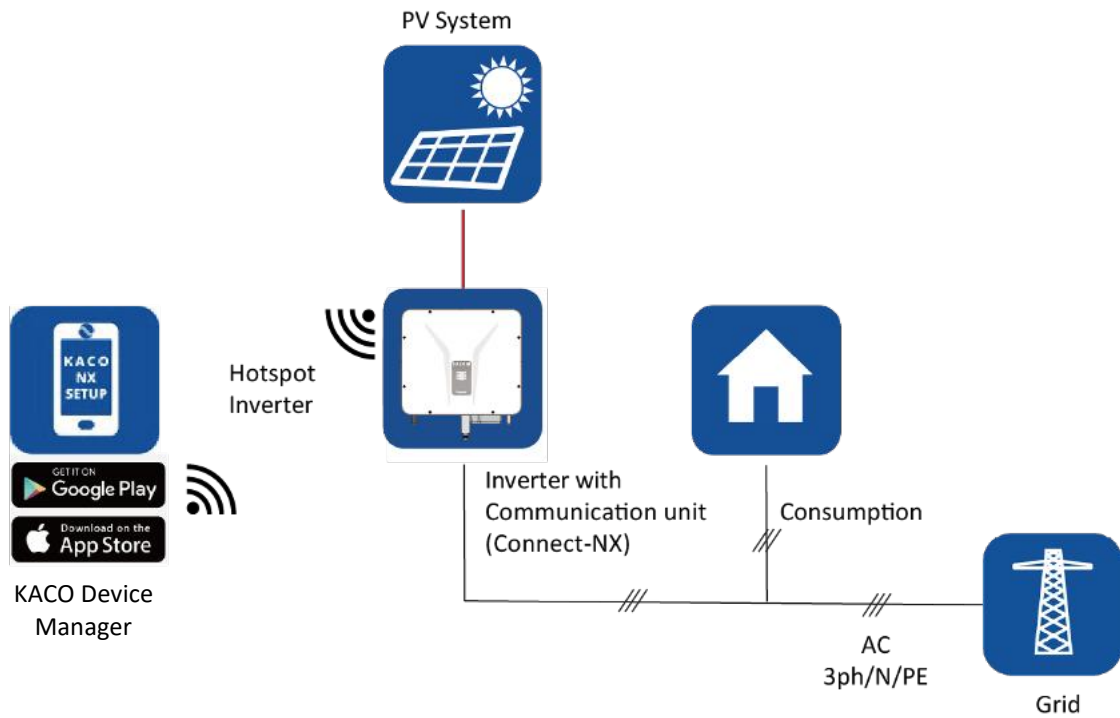 PV System
KACO
NX
SETUP
Hotspot
Inverter
GET IT ON
Google Play
Download on the
App Store
KACO Device
Manager
Inverter with
Communication unit
(Connect-NX)
Consumption
AC
3ph/N/PE
Grid